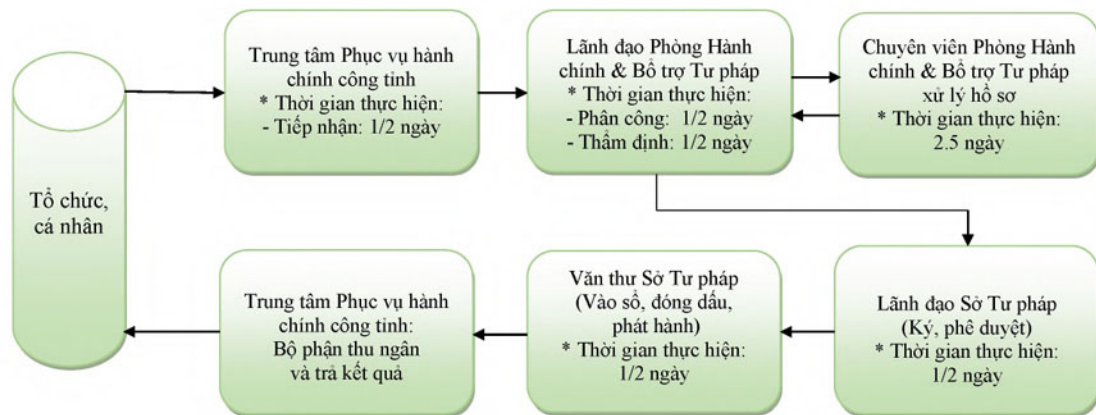 Tổ chức,
cá nhân
Trung tâm Phục vụ hành
chính công tỉnh
* Thời gian thực hiện:
- Tiếp nhận: 1/2 ngày
Lãnh đạo Phòng Hành
chính & Bổ trợ Tư pháp
* Thời gian thực hiện:
- Phân công: 1/2 ngày
- Thẩm định: 1/2 ngày
Chuyên viên Phòng Hành
chính & Bổ trợ Tư pháp
xử lý hồ sơ
* Thời gian thực hiện:
2.5 ngày
Lãnh đạo Sở Tư pháp
(Ký, phê duyệt)
* Thời gian thực hiện:
1/2 ngày
Văn thư Sở Tư pháp
(Vào sổ, đóng dấu,
phát hành)
* Thời gian thực hiện:
1/2 ngày
Trung tâm Phục vụ hành
chính công tỉnh:
Bộ phận thu ngân
và trả kết quả